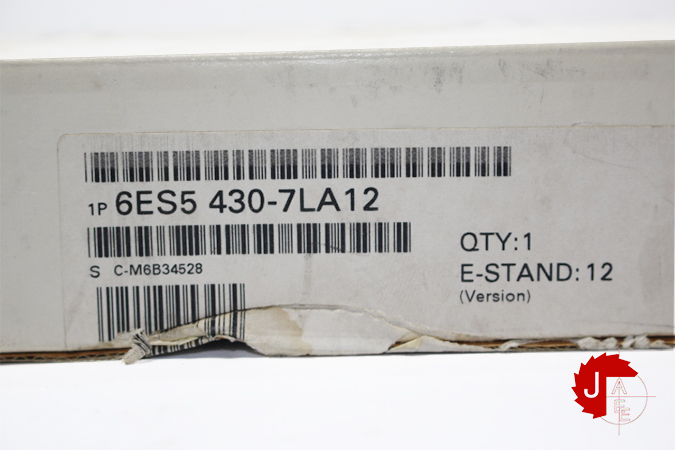 1P 6ES5 430-7LA12
S C-M6B34528
QTY:1
E-STAND:12
(Version)
J
A
E
E